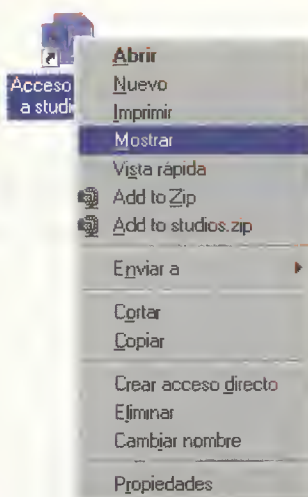 Acceso
a studi
Abrir
Nuevo
Imprimir
Mostrar
Vista rápida
Add to Zip
Add to studios.zip
Enviar a
Cortar
Copiar
Crear acceso directo
Eliminar
Cambiar nombre
Propiedades